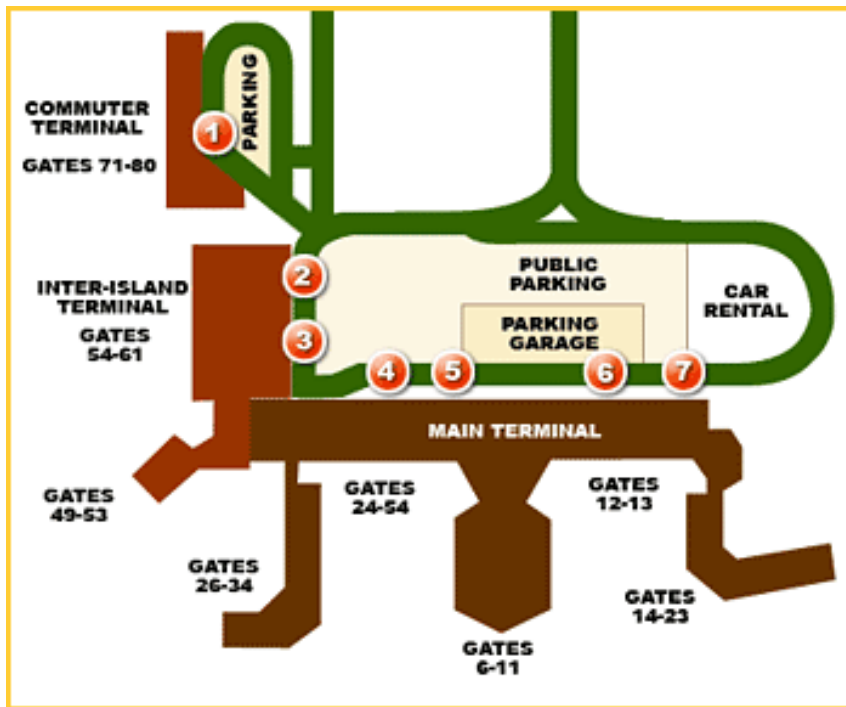 PARKING
COMMUTER
TERMINAL
GATES 71-80
1
INTER-ISLAND
TERMINAL
GATES
54-61
2
3
PUBLIC
PARKING
PARKING
GARAGE
CAR
RENTAL
4
5
6
7
MAIN TERMINAL
GATES
49-53
GATES
24-54
GATES
12-13
GATES
26-34
GATES
14-23
GATES
6-11